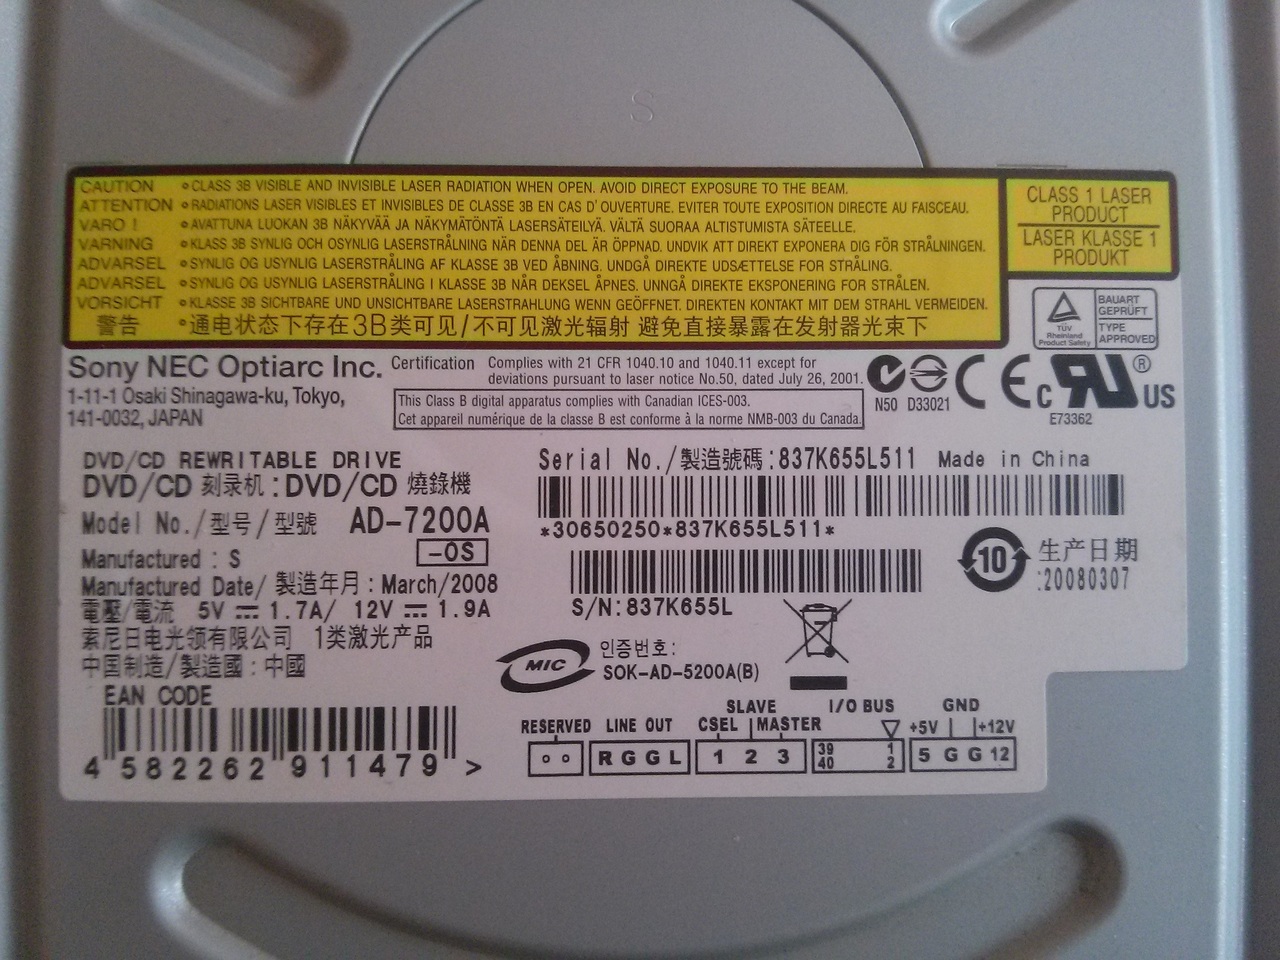 S
CAUTION ∘CLASS 3B VISIBLE AND INVISIBLE LASER RADIATION WHEN OPEN. AVOID DIRECT EXPOSURE TO THE BEAM.
ATTENTION ∘RADIATIONS LASER VISIBLES ET INVISIBLES DE CLASSE 3B EN CAS D'OUVERTURE. EVITER TOUTE EXPOSITION DIRECTE AU FAISCEAU.
VARO ! ∘AVATTUNA LUOKAN 3B NÄKYVÄÄ JA NÄKYMÄTÖNTÄ LASERSÄTEILYÄ. VÄLTÄ SUORAA ALTISTUMISTA SÄTEELLE.
VARNING ∘KLASS 3B SYNLIG OCH OSYNLIG LASERSTRÅLNING NÄR DENNA DEL ÄR ÖPPNAD. UNDVIK ATT DIREKT EXPONERA DIG FÖR STRÅLNINGEN.
ADVARSEL ∘SYNLIG OG USYNLIG LASERSTRÅLING AF KLASSE 3B VED ÅBNING. UNDGÅ DIREKTE UDSÆTTELSE FOR STRÅLING.
ADVARSEL ∘SYNLIG OG USYNLIG LASERSTRÅLING I KLASSE 3B NÅR DEKSEL ÅPNES. UNNGÅ DIREKTE EKSPONERING FOR STRÅLEN.
VORSICHT ∘KLASSE 3B SICHTBARE UND UNSICHTBARE LASERSTRAHLUNG WENN GEÖFFNET. DIREKTEN KONTAKT MIT DEM STRAHL VERMEIDEN.
警告 ∘通电状态下存在3B类可见/不可见激光辐射 避免直接暴露在发射器光束下
CLASS 1 LASER
PRODUCT
LASER KLASSE 1
PRODUKT
TÜV
Rheinland
Product Safety
BAUART
GEPRÜFT
TYPE
APPROVED
Sony NEC Optiarc Inc.
1-11-1 Osaki Shinagawa-ku, Tokyo,
141-0032, JAPAN
Certification Complies with 21 CFR 1040.10 and 1040.11 except for
deviations pursuant to laser notice No.50, dated July 26, 2001.
This Class B digital apparatus complies with Canadian ICES-003.
Cet appareil numérique de la classe B est conforme à la norme NMB-003 du Canada.
N50 D33021
CE
c RU ® US
E73362
DVD/CD REWRITABLE DRIVE
DVD/CD 刻录机:DVD/CD 燒錄機
Model No./型号/型號 AD-7200A
-0S
Manufactured : S
Manufactured Date/ 製造年月:March/2008
電壓/電流 5V ⎓ 1.7A/ 12V ⎓ 1.9A
索尼日电光领有限公司 1类激光产品
中国制造/製造國:中國
EAN CODE
4 582262 911479 >
Serial No./製造號碼:837K655L511 Made in China
*30650250*837K655L511*
S/N:837K655L
10 生产日期
:20080307
MIC 인증번호:
SOK-AD-5200A(B)
RESERVED LINE OUT SLAVE
CSEL MASTER I/O BUS GND
+5V +12V
R G G L 1 2 3 39 40 1 2 5 G G 12